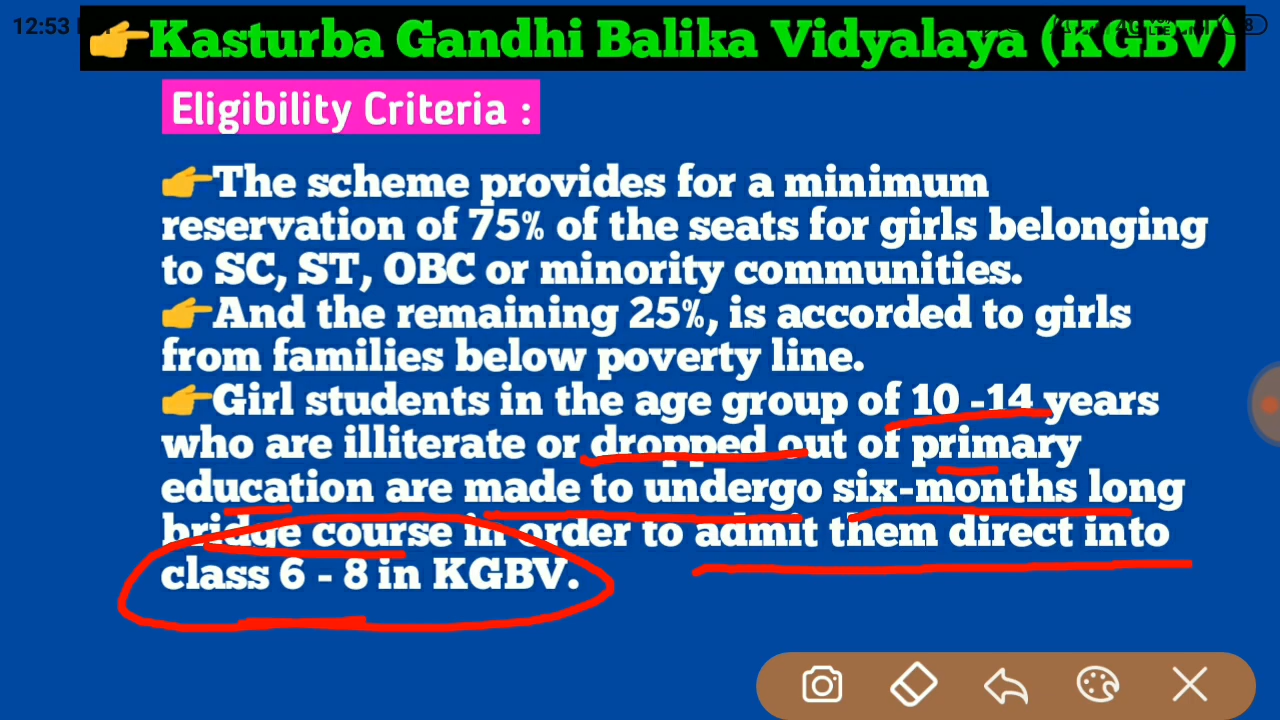 12:53
👉Kasturba Gandhi Balika Vidyalaya (KGBV)
Eligibility Criteria :
👉The scheme provides for a minimum
reservation of 75% of the seats for girls belonging
to SC, ST, OBC or minority communities.
👉And the remaining 25%, is accorded to girls
from families below poverty line.
👉Girl students in the age group of 10 -14 years
who are illiterate or dropped out of primary
education are made to undergo six-months long
bridge course in order to admit them direct into
class 6 - 8 in KGBV.